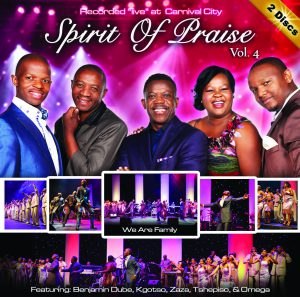 Recorded "live" at Carnival City
Spirit Of Praise
Vol. 4
2 Discs
We Are Family
Featuring: Benjamin Dube, Kgotso, Zaza, Tshepiso, & Omega